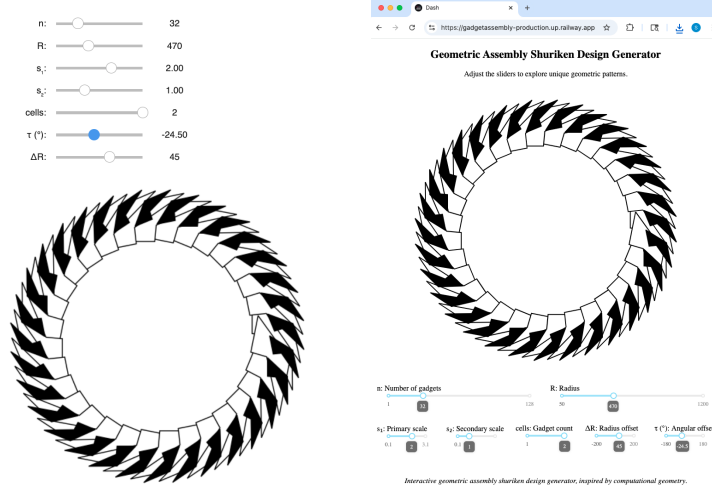 n: 32
R: 470
s₁: 2.00
s₂: 1.00
cells: 2
τ (°): -24.50
ΔR: 45
Dash
https://gadgetassembly-production.up.railway.app
Geometric Assembly Shuriken Design Generator
Adjust the sliders to explore unique geometric patterns.
n: Number of gadgets R: Radius
1 32 128 50 470 1200
s₁: Primary scale s₂: Secondary scale cells: Gadget count ΔR: Radius offset τ (°): Angular offse
0.1 2 3.1 0.1 1 1 2 -200 45 200 -180 -24.5 180
Interactive geometric assembly shuriken design generator, inspired by computational geometry.